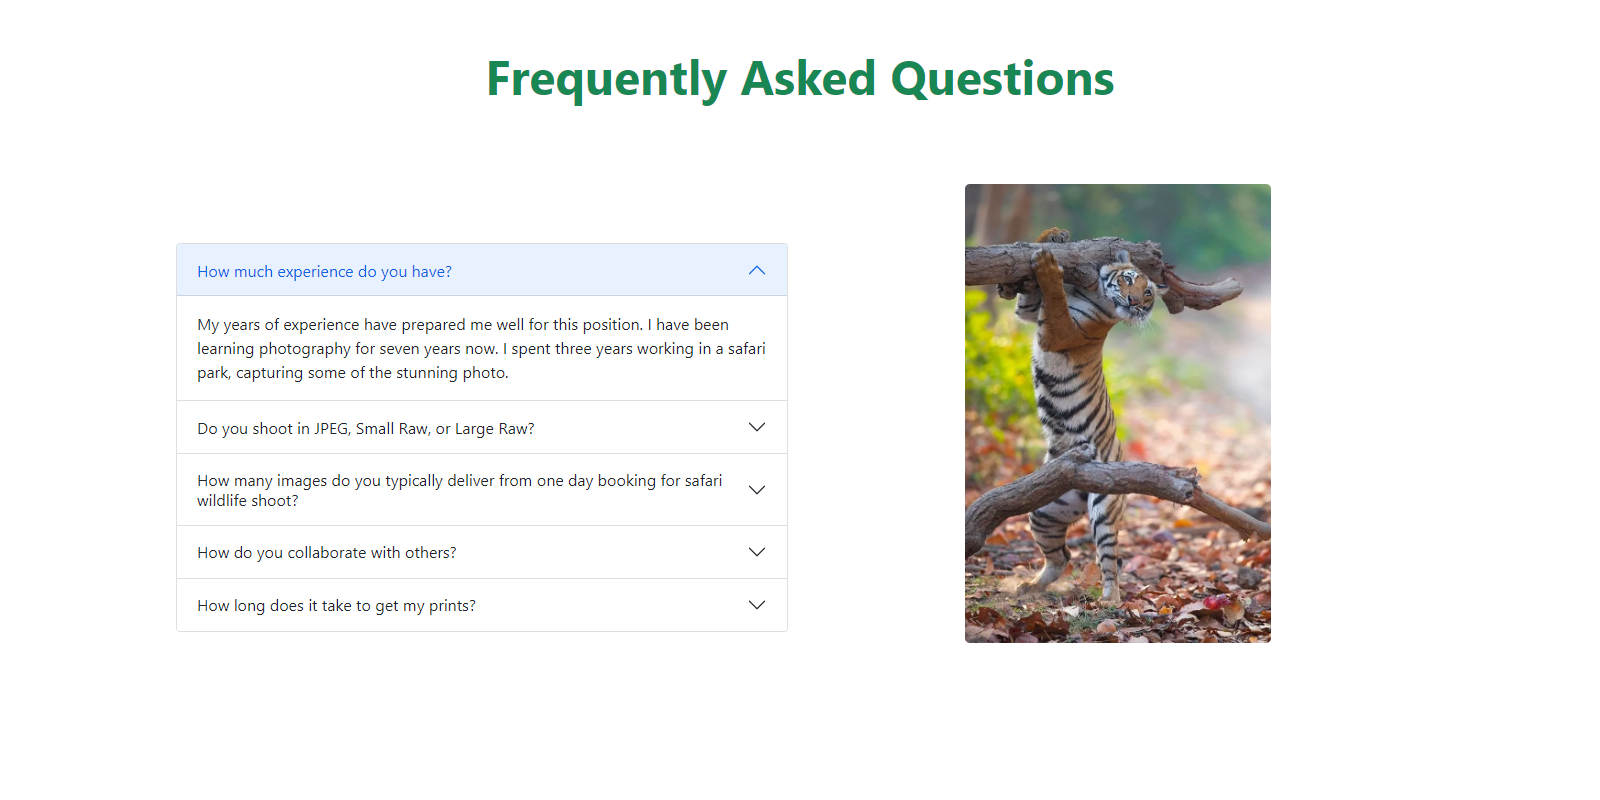 Frequently Asked Questions
How much experience do you have?
My years of experience have prepared me well for this position. I have been
learning photography for seven years now. I spent three years working in a safari
park, capturing some of the stunning photo.
Do you shoot in JPEG, Small Raw, or Large Raw?
How many images do you typically deliver from one day booking for safari
wildlife shoot?
How do you collaborate with others?
How long does it take to get my prints?